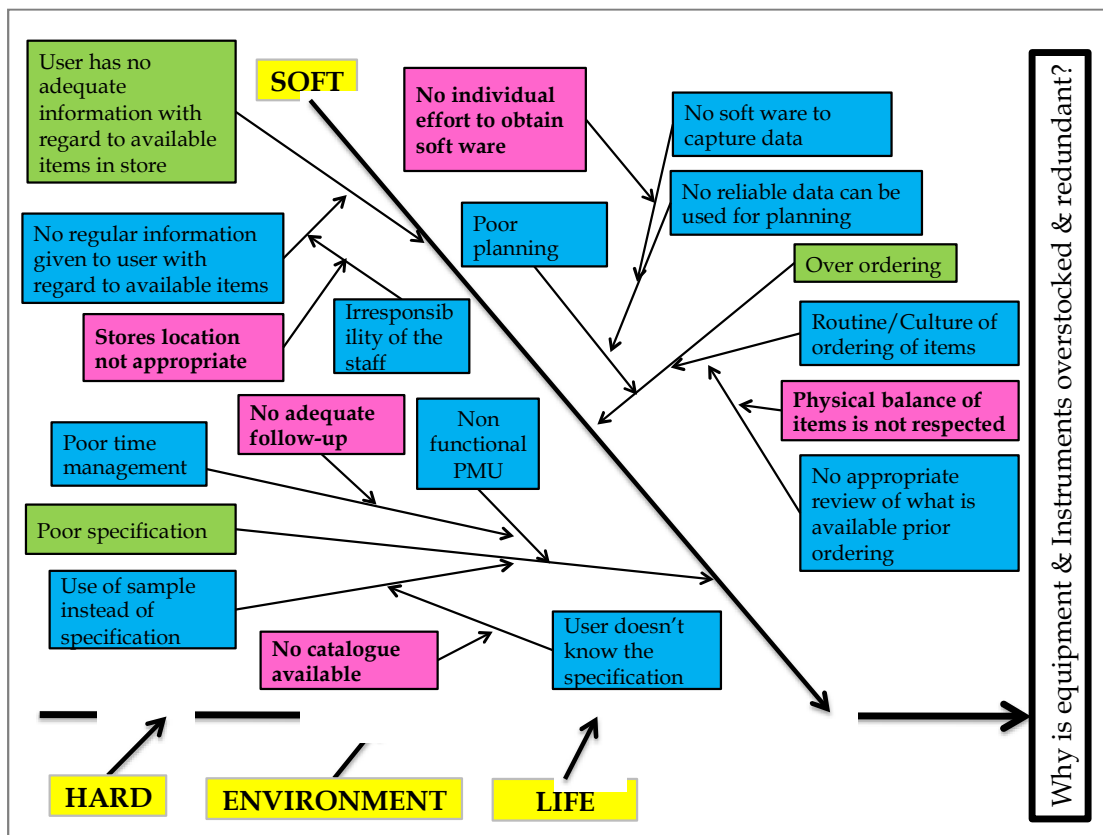 User has no
adequate
information with
regard to available
items in store
SOFT
No individual
effort to obtain
soft ware
No soft ware to
capture data
No reliable data can be
used for planning
Poor
planning
Over ordering
No regular information
given to user with
regard to available items
Stores location
not appropriate
Irresponsib
ility of the
staff
Routine/Culture of
ordering of items
Physical balance of
items is not respected
No appropriate
review of what is
available prior
ordering
No adequate
follow-up
Non
functional
PMU
Poor time
management
Poor specification
Use of sample
instead of
specification
No catalogue
available
User doesn't
know the
specification
HARD
ENVIRONMENT
LIFE
Why is equipment & Instruments overstocked & redundant?